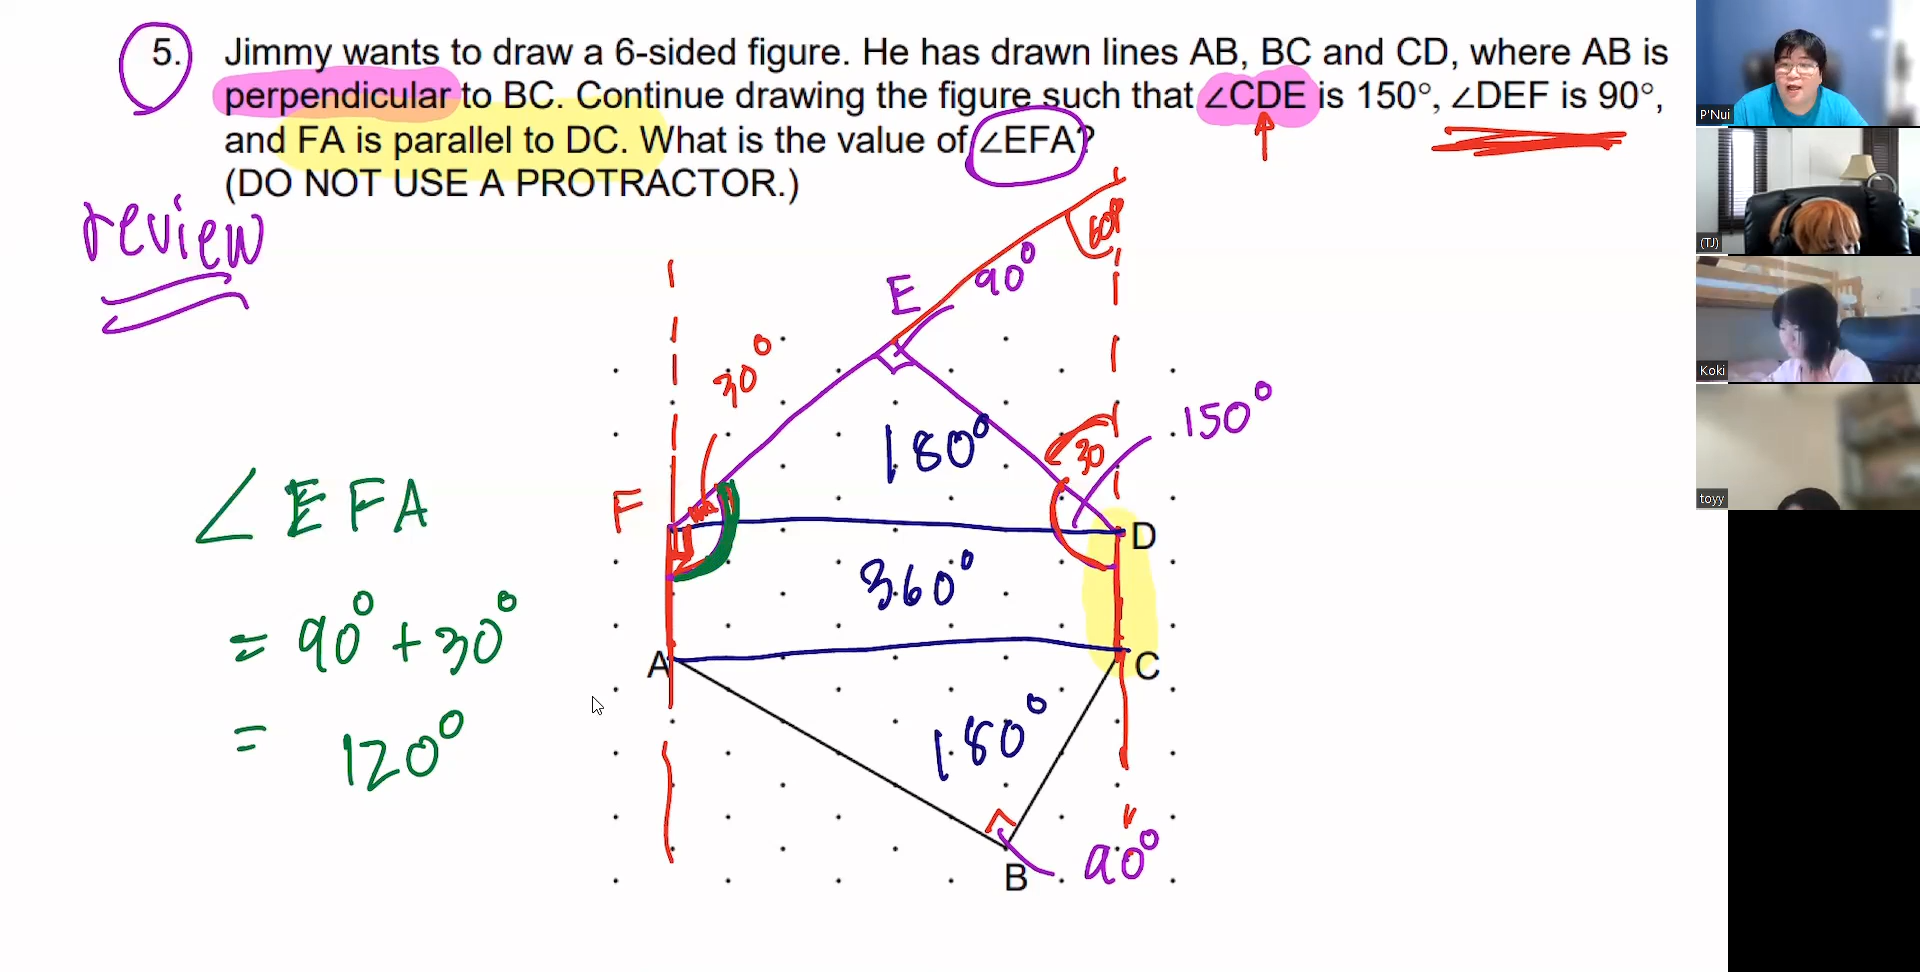 5. Jimmy wants to draw a 6-sided figure. He has drawn lines AB, BC and CD, where AB is
perpendicular to BC. Continue drawing the figure such that ∠CDE is 150°, ∠DEF is 90°,
and FA is parallel to DC. What is the value of ∠EFA?
(DO NOT USE A PROTRACTOR.)
review
60°
E 90°
30°
150°
180°
30
F
D
∠EFA
360°
= 90° + 30°
A
C
= 120°
180°
90°
B
P'Nui
(TJ)
Koki
toyy